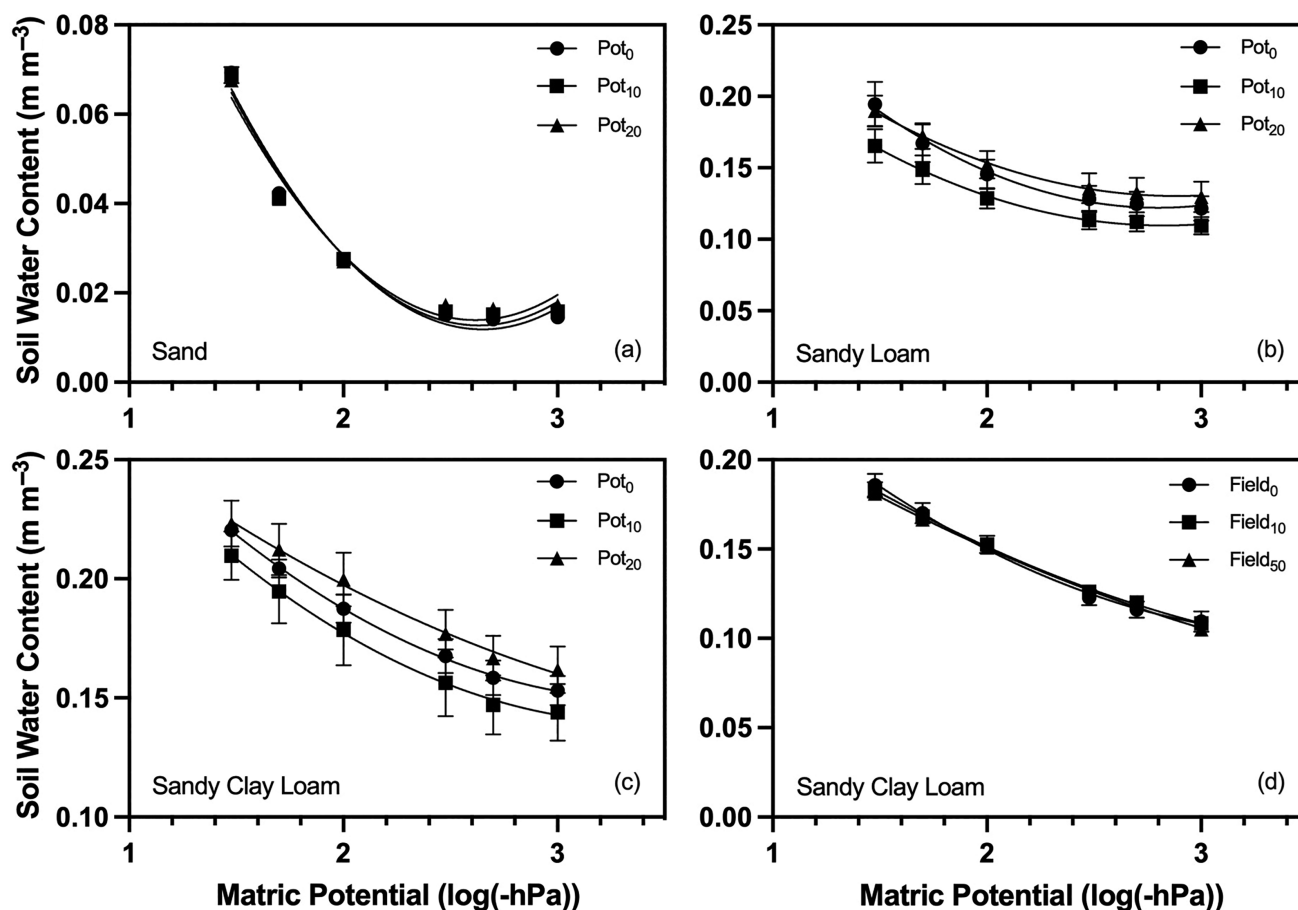 Soil Water Content (m m⁻³)
0.08
0.06
0.04
0.02
0.00
Pot₀
Pot₁₀
Pot₂₀
Sand
(a)
1 2 3
0.25
0.20
0.15
0.10
0.05
0.00
Pot₀
Pot₁₀
Pot₂₀
Sandy Loam
(b)
1 2 3
Soil Water Content (m m⁻³)
0.25
0.20
0.15
0.10
Pot₀
Pot₁₀
Pot₂₀
Sandy Clay Loam
(c)
1 2 3
Matric Potential (log(-hPa))
0.20
0.15
0.10
0.05
0.00
Field₀
Field₁₀
Field₅₀
Sandy Clay Loam
(d)
1 2 3
Matric Potential (log(-hPa))